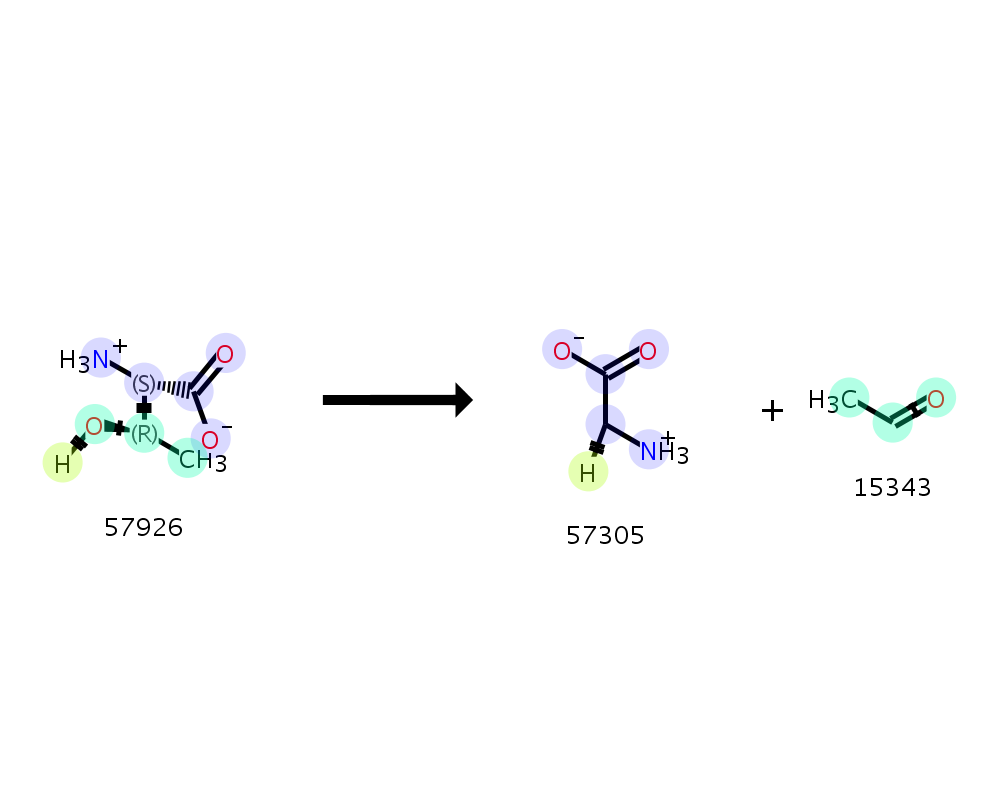 H3N+ (S) O
O (R) O-
H CH3
57926
O- O
NH3+
H
57305
+
H3C O
15343